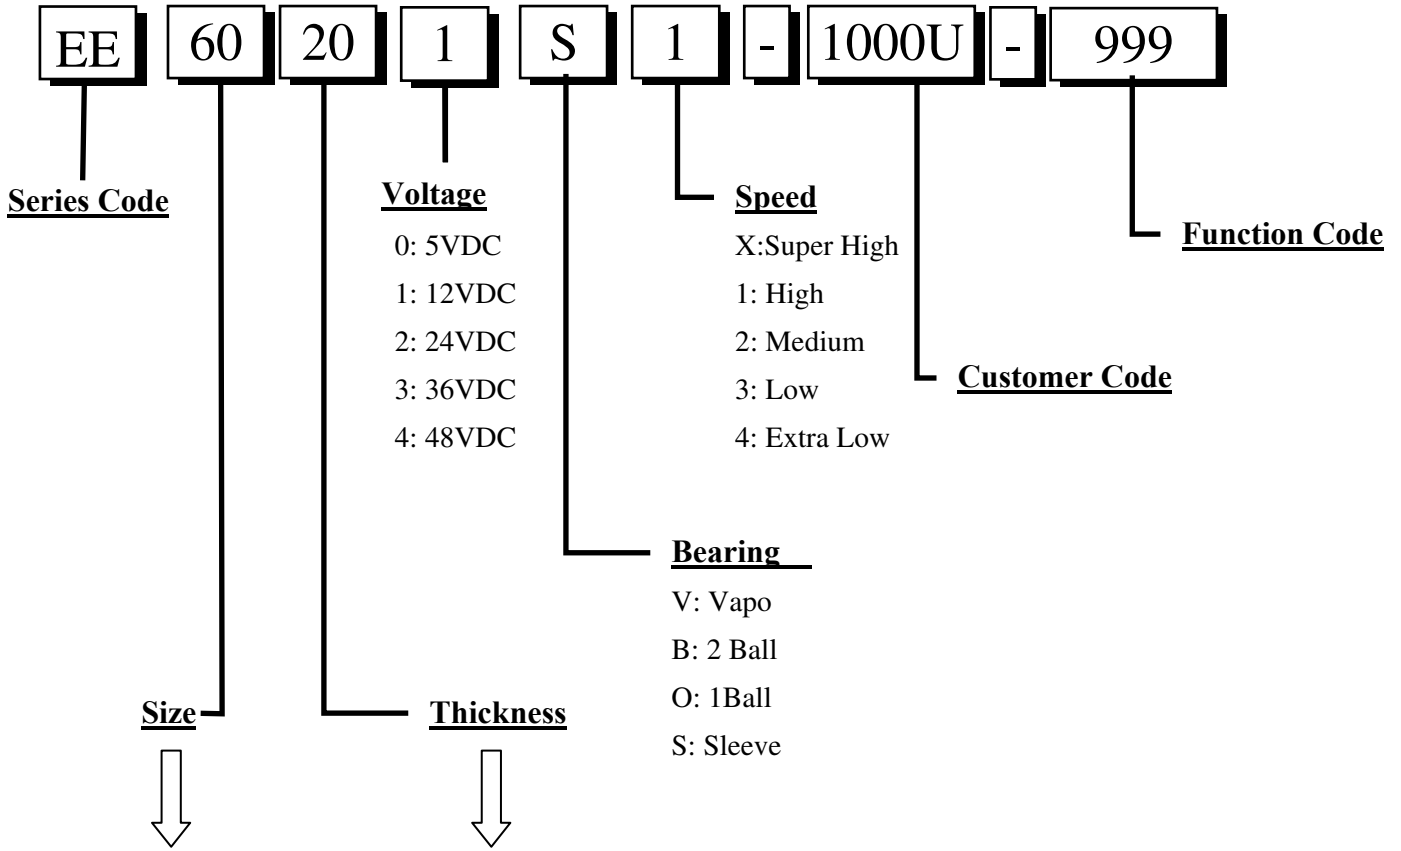 EE 60 20 1 S 1 - 1000U - 999
Series Code
Voltage
0: 5VDC
1: 12VDC
2: 24VDC
3: 36VDC
4: 48VDC
Speed
X:Super High
1: High
2: Medium
3: Low
4: Extra Low
Function Code
Customer Code
Bearing
V: Vapo
B: 2 Ball
O: 1Ball
S: Sleeve
Size
Thickness